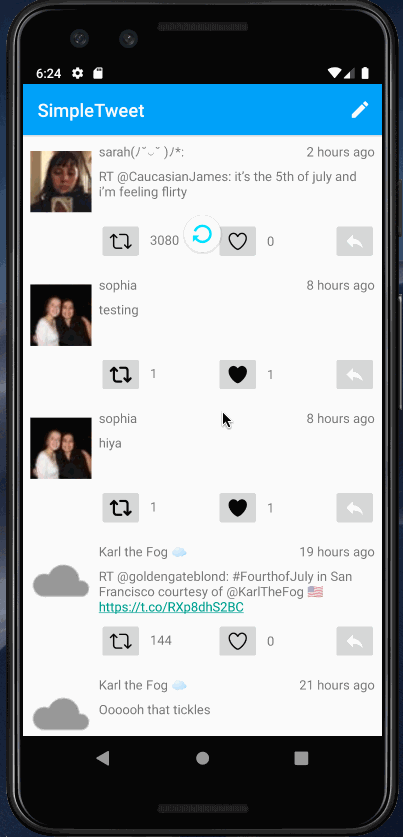 6:24
SimpleTweet
sarah(ﾉ˘◡˘ )ﾉ*: 2 hours ago
RT @CaucasianJames: it's the 5th of july and
i'm feeling flirty
3080 0
sophia 8 hours ago
testing
1 1
sophia 8 hours ago
hiya
1 1
Karl the Fog ☁️ 19 hours ago
RT @goldengateblond: #FourthofJuly in San
Francisco courtesy of @KarlTheFog 🇺🇸
https://t.co/RXp8dhS2BC
144 0
Karl the Fog ☁️ 21 hours ago
Oooooh that tickles